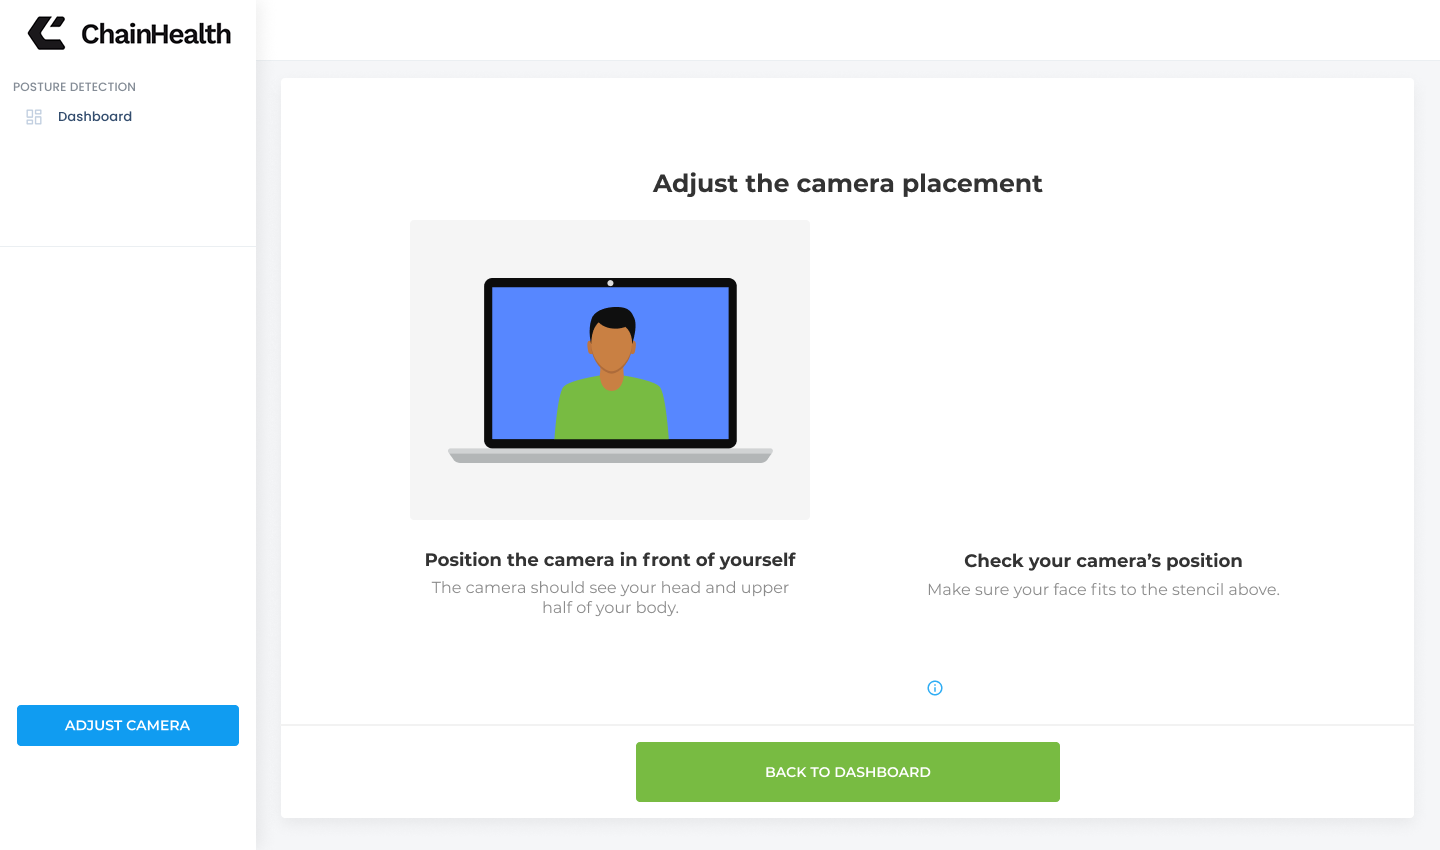 ChainHealth
POSTURE DETECTION
Dashboard
ADJUST CAMERA
Adjust the camera placement
Position the camera in front of yourself
The camera should see your head and upper
half of your body.
Check your camera’s position
Make sure your face fits to the stencil above.
BACK TO DASHBOARD